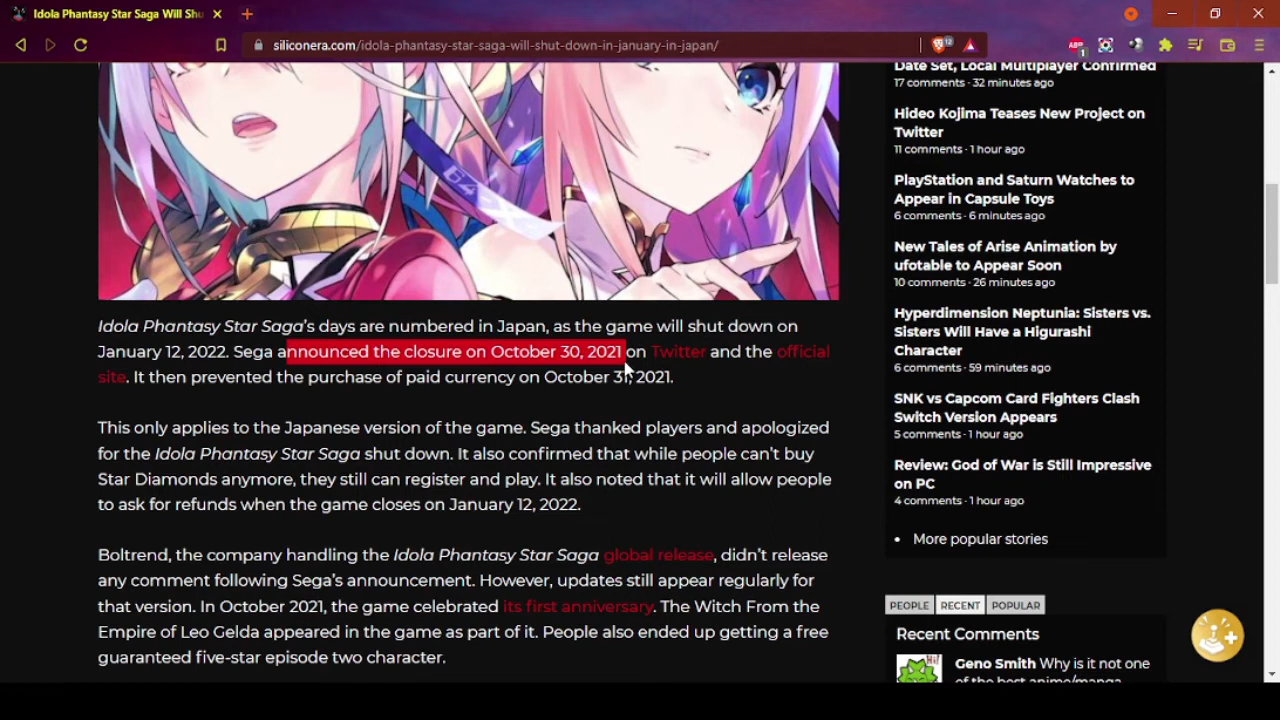 Idola Phantasy Star Saga Will Shu
siliconera.com/idola-phantasy-star-saga-will-shut-down-in-january-in-japan/
12
1
64
Idola Phantasy Star Saga's days are numbered in Japan, as the game will shut down on
January 12, 2022. Sega announced the closure on October 30, 2021 on Twitter and the official
site. It then prevented the purchase of paid currency on October 31, 2021.
This only applies to the Japanese version of the game. Sega thanked players and apologized
for the Idola Phantasy Star Saga shut down. It also confirmed that while people can't buy
Star Diamonds anymore, they still can register and play. It also noted that it will allow people
to ask for refunds when the game closes on January 12, 2022.
Boltrend, the company handling the Idola Phantasy Star Saga global release, didn't release
any comment following Sega's announcement. However, updates still appear regularly for
that version. In October 2021, the game celebrated its first anniversary. The Witch From the
Empire of Leo Gelda appeared in the game as part of it. People also ended up getting a free
guaranteed five-star episode two character.
Date Set, Local Multiplayer Confirmed
17 comments · 32 minutes ago
Hideo Kojima Teases New Project on
Twitter
11 comments · 1 hour ago
PlayStation and Saturn Watches to
Appear in Capsule Toys
6 comments · 6 minutes ago
New Tales of Arise Animation by
ufotable to Appear Soon
10 comments · 26 minutes ago
Hyperdimension Neptunia: Sisters vs.
Sisters Will Have a Higurashi
Crossover
6 comments · 59 minutes ago
SNK vs Capcom Card Fighters Clash
Switch Version Appears
5 comments · 1 hour ago
Review: God of War is Still Impressive
on PC
4 comments · 1 hour ago
• More popular stories
PEOPLE RECENT POPULAR
Recent Comments
Hi!
Geno Smith Why is it not one
of the best anime/manga